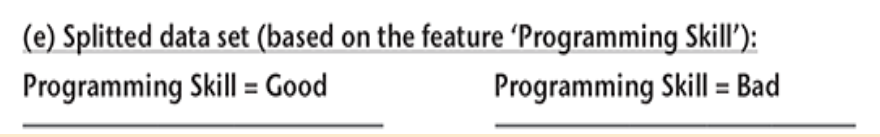 (e) Splitted data set (based on the feature ‘Programming Skill’):
Programming Skill = Good Programming Skill = Bad